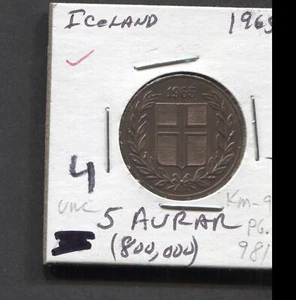 ICELAND 1965
1965
4
UNC
KM-9
5 AURAR PG.
(800,000) 981